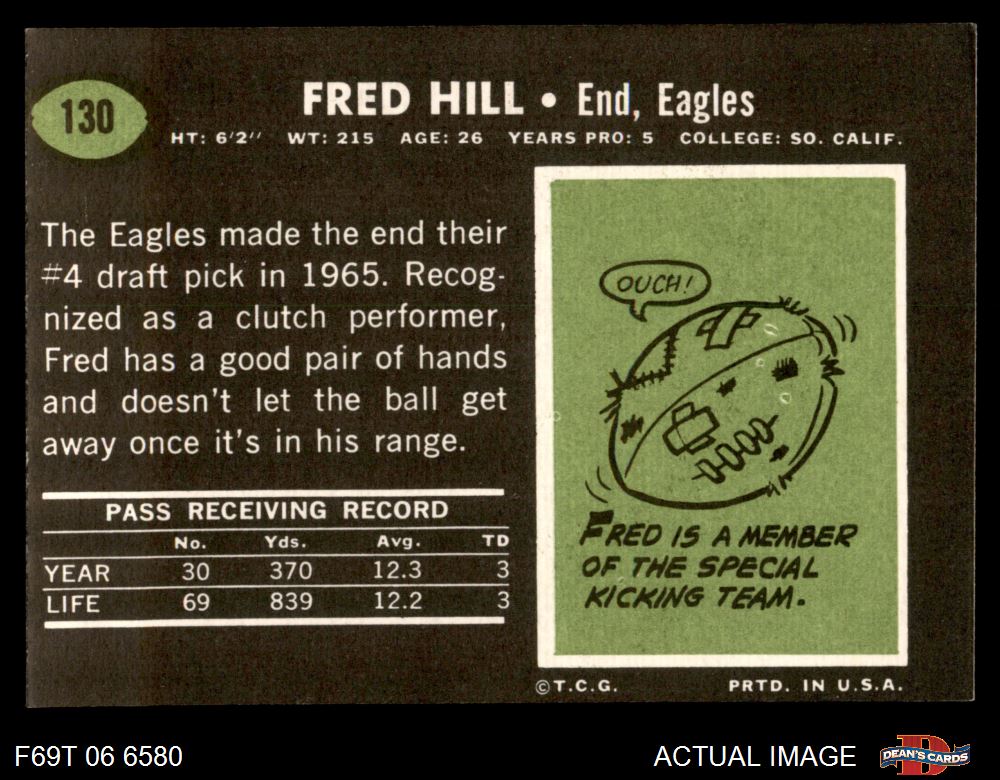 130
FRED HILL • End, Eagles
HT: 6'2'' WT: 215 AGE: 26 YEARS PRO: 5 COLLEGE: SO. CALIF.
The Eagles made the end their
#4 draft pick in 1965. Recog-
nized as a clutch performer,
Fred has a good pair of hands
and doesn't let the ball get
away once it's in his range.
PASS RECEIVING RECORD
No. Yds. Avg. TD
YEAR 30 370 12.3 3
LIFE 69 839 12.2 3
OUCH!
FRED IS A MEMBER
OF THE SPECIAL
KICKING TEAM.
©T.C.G. PRTD. IN U.S.A.
F69T 06 6580
ACTUAL IMAGE
D
DEAN'S CARDS